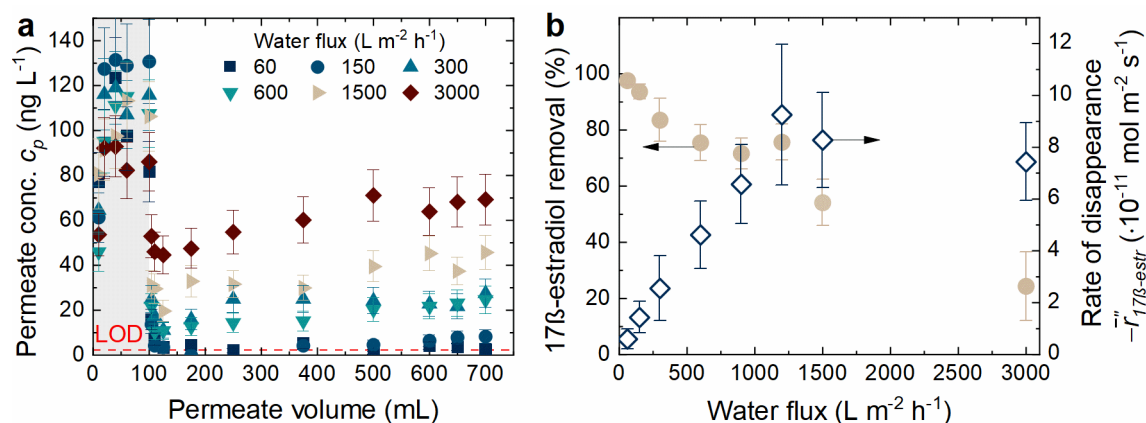 a
Permeate conc. cₚ (ng L⁻¹)
140
120
100
80
60
40
20
0
Water flux (L m⁻² h⁻¹)
60 150 300
600 1500 3000
LOD
0 100 200 300 400 500 600 700
Permeate volume (mL)
b
17ß-estradiol removal (%)
100
80
60
40
20
0
12
10
8
6
4
2
0
Rate of disappearance
−r̅″17ß-estr (·10⁻¹¹ mol m⁻² s⁻¹)
0 500 1000 1500 2000 2500 3000
Water flux (L m⁻² h⁻¹)